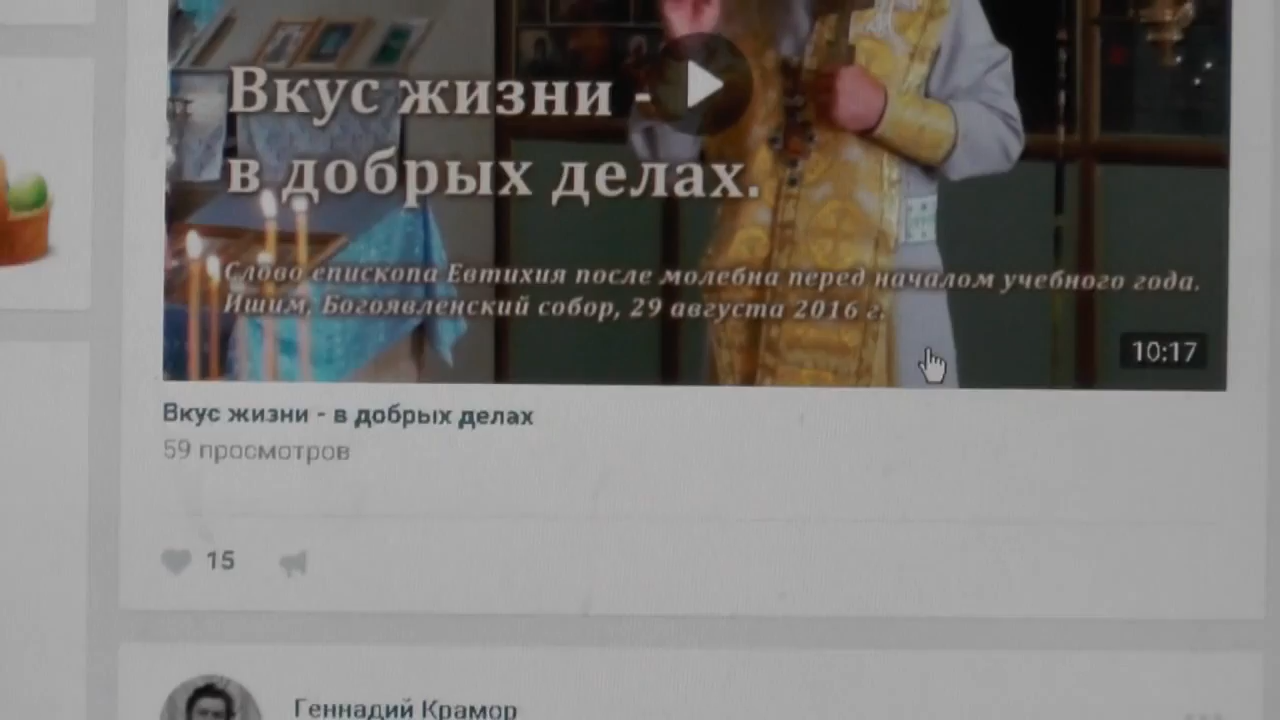 Вкус жизни -
в добрых делах.
Слово епископа Евтихия после молебна перед началом учебного года.
Ишим, Богоявленский собор, 29 августа 2016 г.
10:17
Вкус жизни - в добрых делах
59 просмотров
15
Геннадий Крамор